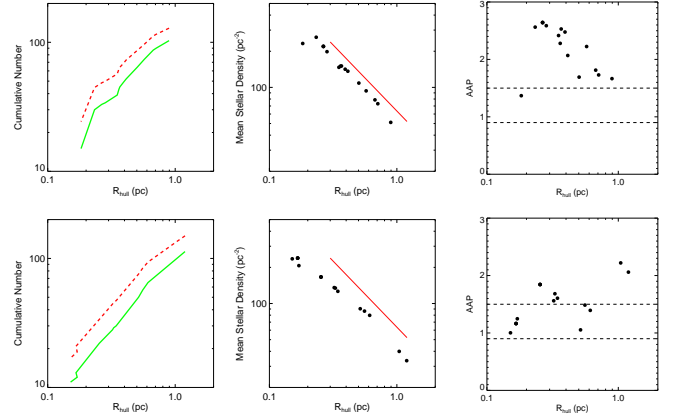 Cumulative Number
100
10
0.1
1.0
R_hull (pc)
Mean Stellar Density (pc⁻²)
100
0.1
1.0
R_hull (pc)
AAP
3
2
1
0
0.1
1.0
R_hull (pc)
Cumulative Number
100
10
0.1
1.0
R_hull (pc)
Mean Stellar Density (pc⁻²)
100
0.1
1.0
R_hull (pc)
AAP
3
2
1
0
0.1
1.0
R_hull (pc)